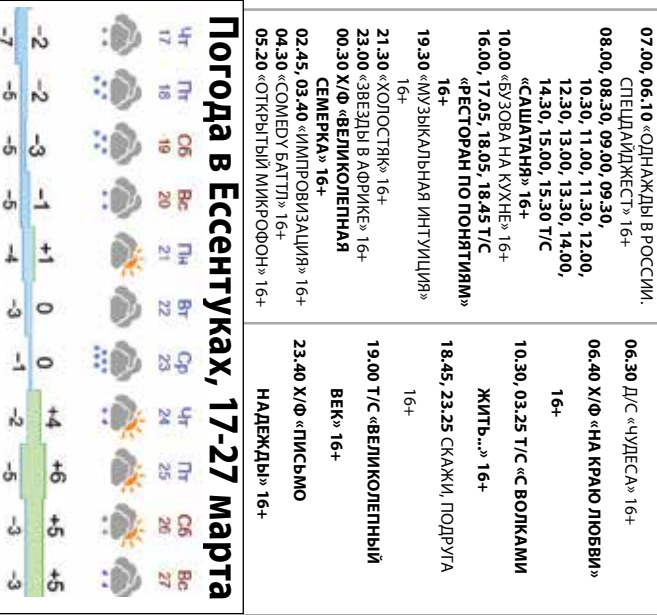 07.00, 06.10 «ОДНАЖДЫ В РОССИИ.
СПЕЦДАЙДЖЕСТ» 16+
08.00, 08.30, 09.00, 09.30,
10.30, 11.00, 11.30, 12.00,
12.30, 13.00, 13.30, 14.00,
14.30, 15.00, 15.30 Т/С
«САШАТАНЯ» 16+
10.00 «БУЗОВА НА КУХНЕ» 16+
16.00, 17.05, 18.05, 18.45 Т/С
«РЕСТОРАН ПО ПОНЯТИЯМ»
16+
19.30 «МУЗЫКАЛЬНАЯ ИНТУИЦИЯ»
16+
21.30 «ХОЛОСТЯК» 16+
23.00 «ЗВЕЗДЫ В АФРИКЕ» 16+
00.30 Х/Ф «ВЕЛИКОЛЕПНАЯ
СЕМЕРКА» 16+
02.45, 03.40 «ИМПРОВИЗАЦИЯ» 16+
04.30 «COMEDY БАТТЛ» 16+
05.20 «ОТКРЫТЫЙ МИКРОФОН» 16+
06.30 Д/С «ЧУДЕСА» 16+
06.40 Х/Ф «НА КРАЮ ЛЮБВИ»
16+
10.30, 03.25 Т/С «С ВОЛКАМИ
ЖИТЬ...» 16+
18.45, 23.25 СКАЖИ, ПОДРУГА
16+
19.00 Т/С «ВЕЛИКОЛЕПНЫЙ
ВЕК» 16+
23.40 Х/Ф «ПИСЬМО
НАДЕЖДЫ» 16+
Погода в Ессентуках, 17-27 марта
Чт Пт Сб Вс Пн Вт Ср Чт Пт Сб Вс
17 18 19 20 21 22 23 24 25 26 27
-2 -2 -3 -1 +1 0 0 +4 +6 +5 +5
-7 -5 -5 -5 -4 -3 -1 -2 -5 -3 -3